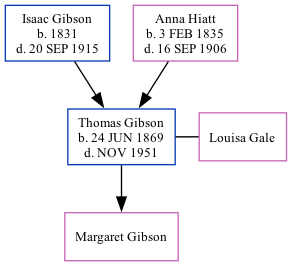 Isaac Gibson
b. 1831
d. 20 SEP 1915
Anna Hiatt
b. 3 FEB 1835
d. 16 SEP 1906
Thomas Gibson
b. 24 JUN 1869
d. NOV 1951
Louisa Gale
Margaret Gibson